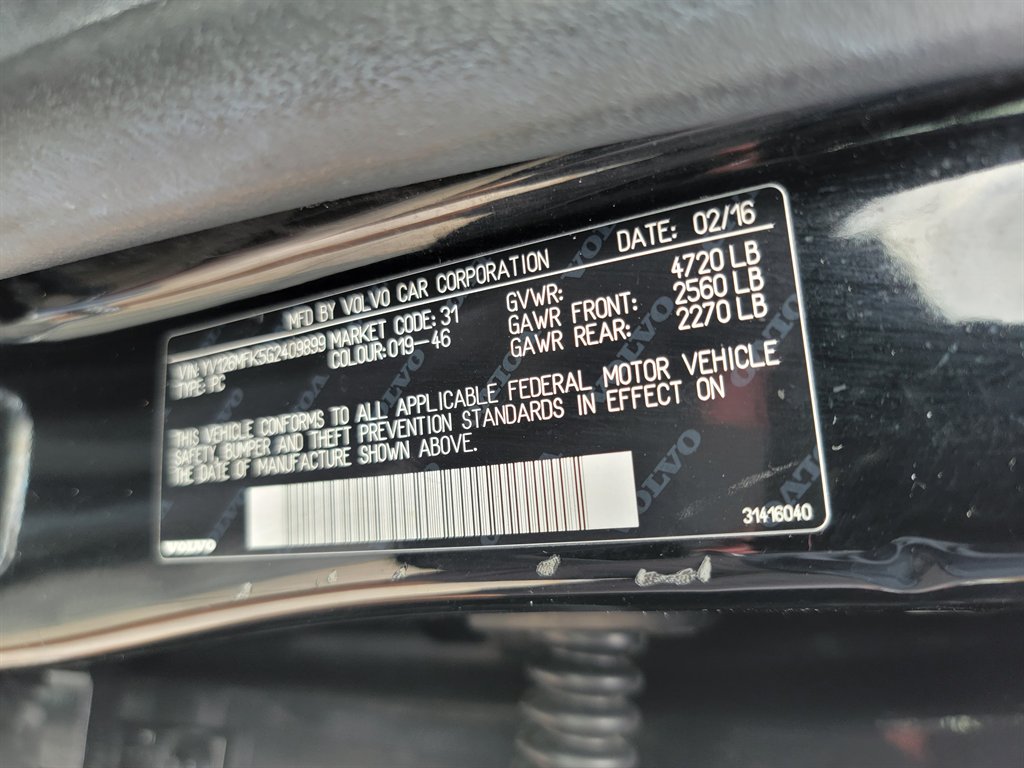 MFD BY VOLVO CAR CORPORATION DATE: 02/16
VIN: YV126MFK5G2409899 MARKET CODE: 31 GVWR: 4720 LB
TYPE: PC COLOUR: 019-46 GAWR FRONT: 2560 LB
GAWR REAR: 2270 LB
THIS VEHICLE CONFORMS TO ALL APPLICABLE FEDERAL MOTOR VEHICLE
SAFETY, BUMPER AND THEFT PREVENTION STANDARDS IN EFFECT ON
THE DATE OF MANUFACTURE SHOWN ABOVE.
31416040
VOLVO